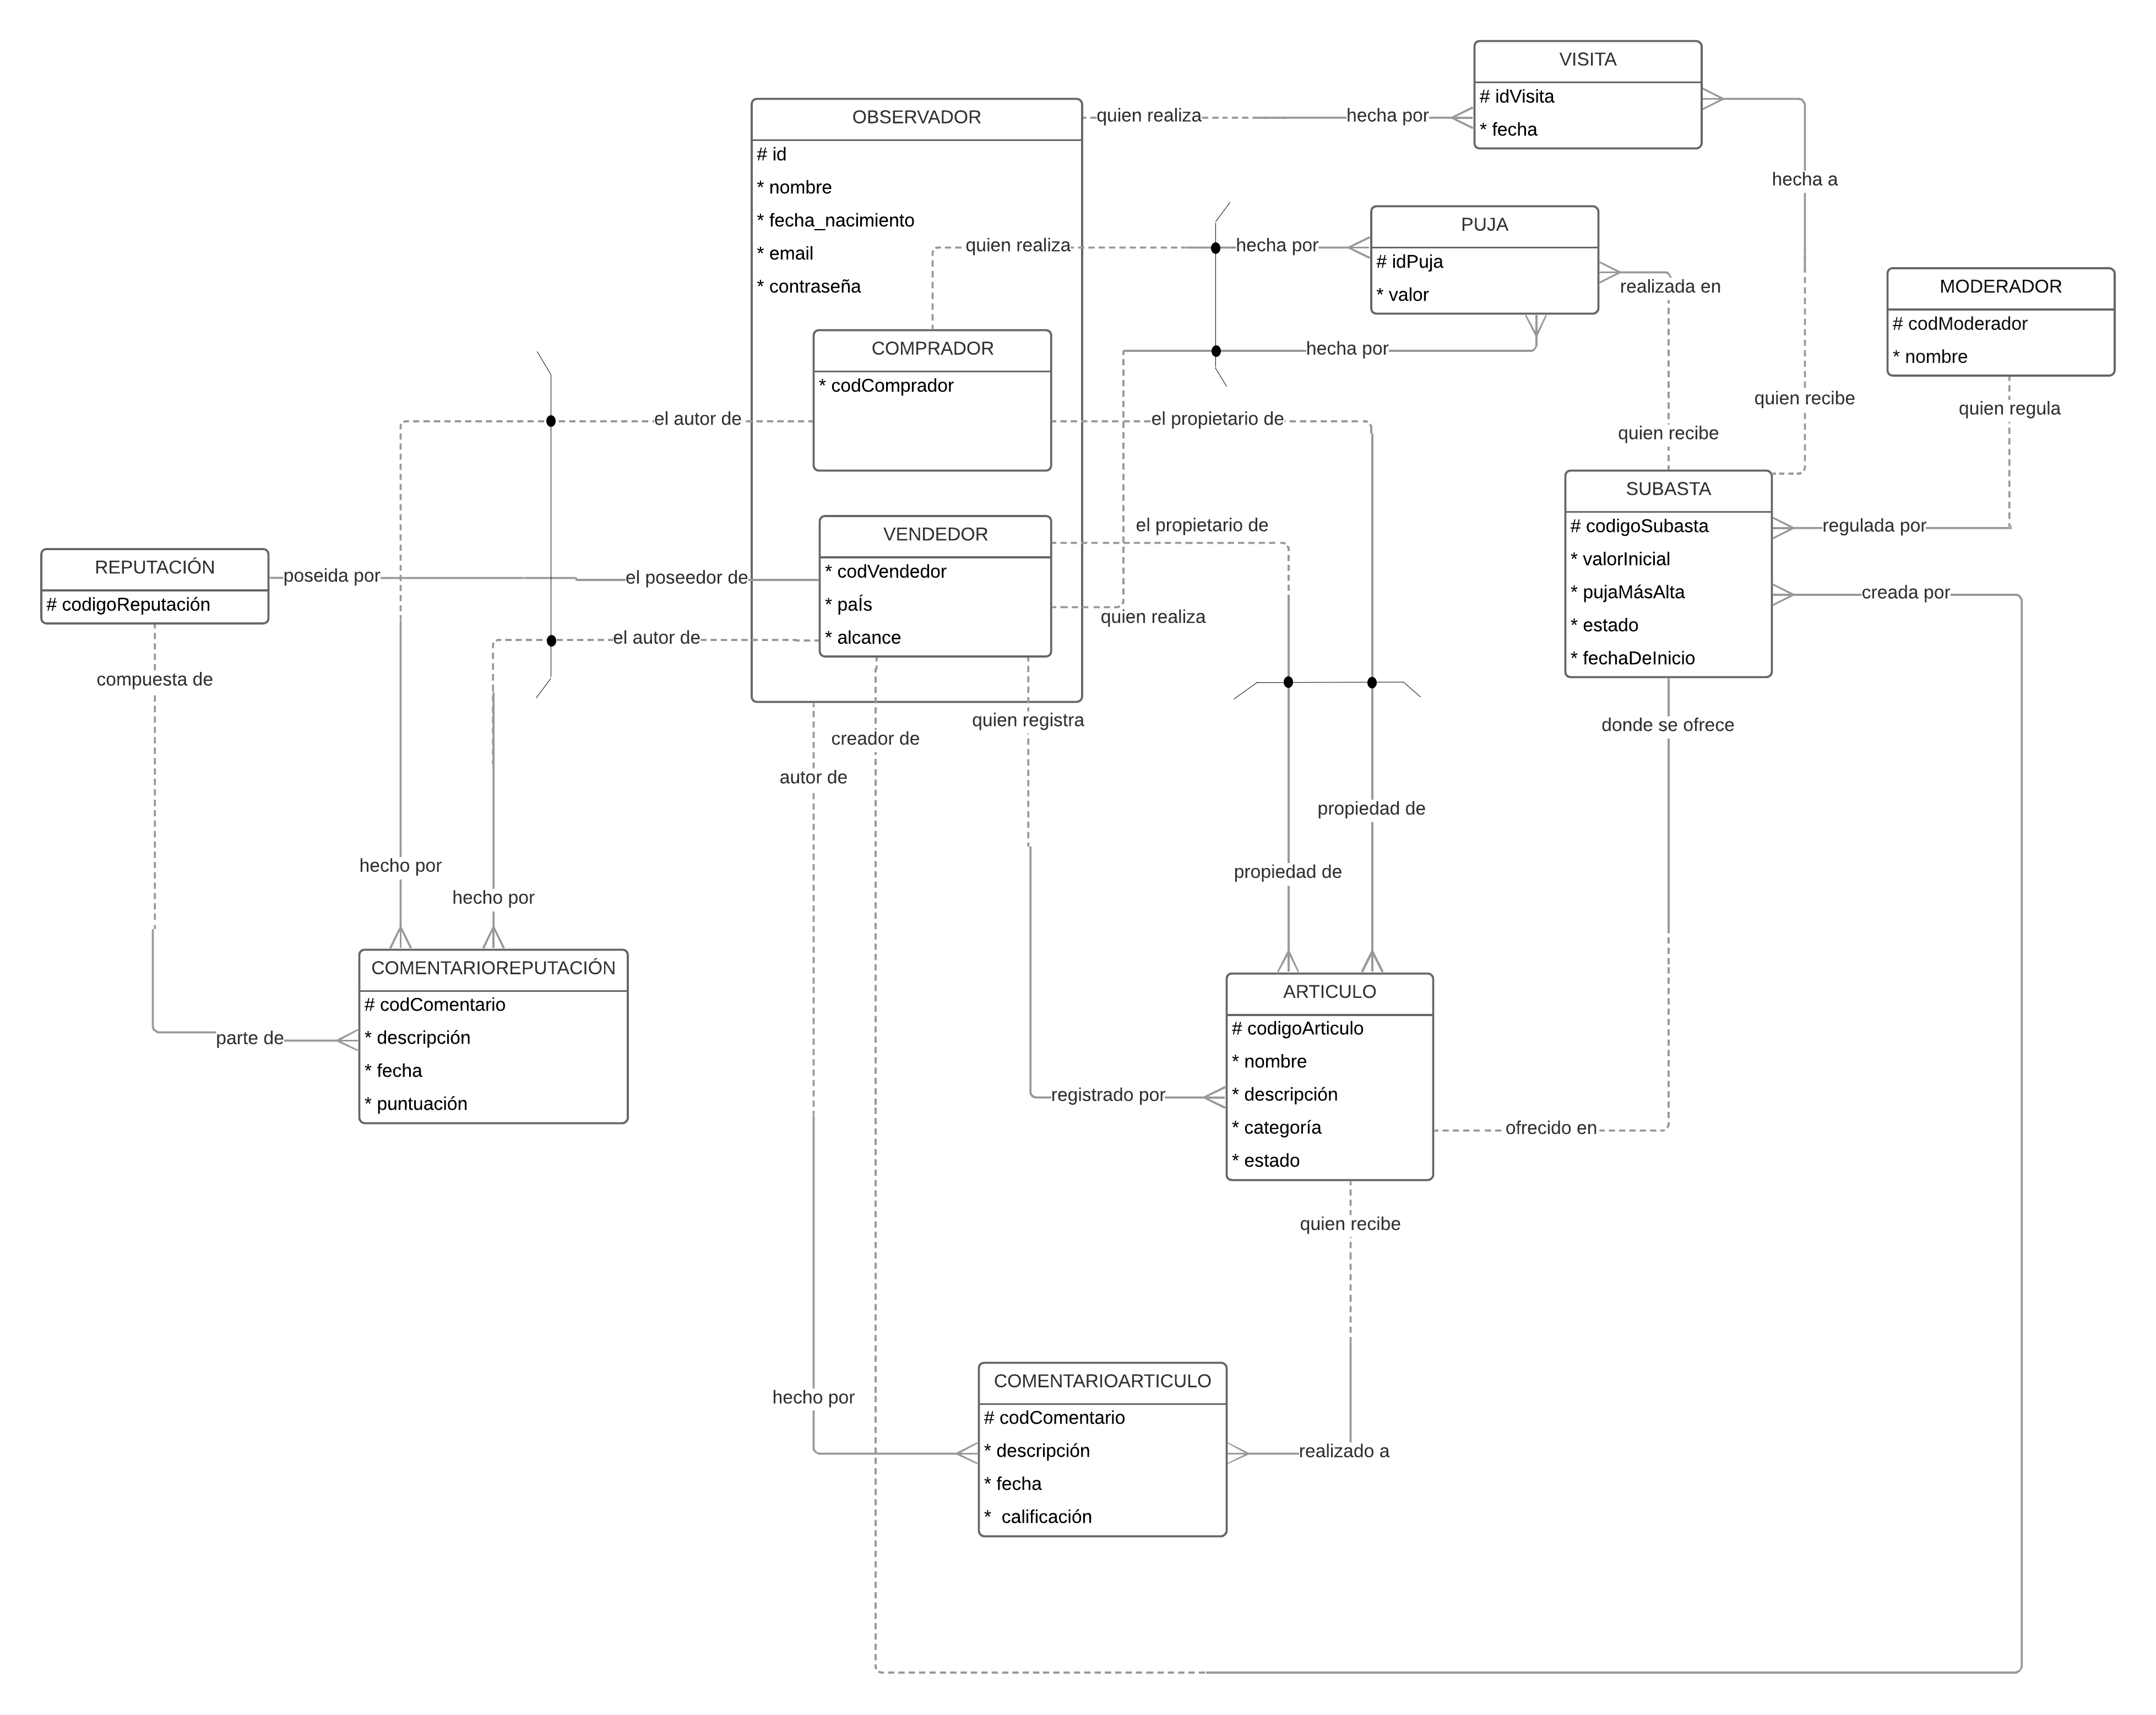 VISITA
# idVisita
* fecha
OBSERVADOR
# id
* nombre
* fecha_nacimiento
* email
* contraseña
quien realiza
hecha por
hecha a
quien realiza
hecha por
PUJA
# idPuja
* valor
realizada en
MODERADOR
# codModerador
* nombre
COMPRADOR
* codComprador
hecha por
quien recibe
quien regula
el autor de
el propietario de
quien recibe
SUBASTA
# codigoSubasta
* valorInicial
* pujaMásAlta
* estado
* fechaDeInicio
regulada por
creada por
VENDEDOR
* codVendedor
* paÍs
* alcance
el propietario de
quien realiza
REPUTACIÓN
# codigoReputación
poseida por
el poseedor de
el autor de
compuesta de
quien registra
creador de
autor de
donde se ofrece
propiedad de
propiedad de
hecho por
hecho por
COMENTARIOREPUTACIÓN
# codComentario
* descripción
* fecha
* puntuación
parte de
ARTICULO
# codigoArticulo
* nombre
* descripción
* categoría
* estado
registrado por
ofrecido en
quien recibe
COMENTARIOARTICULO
# codComentario
* descripción
* fecha
* calificación
hecho por
realizado a